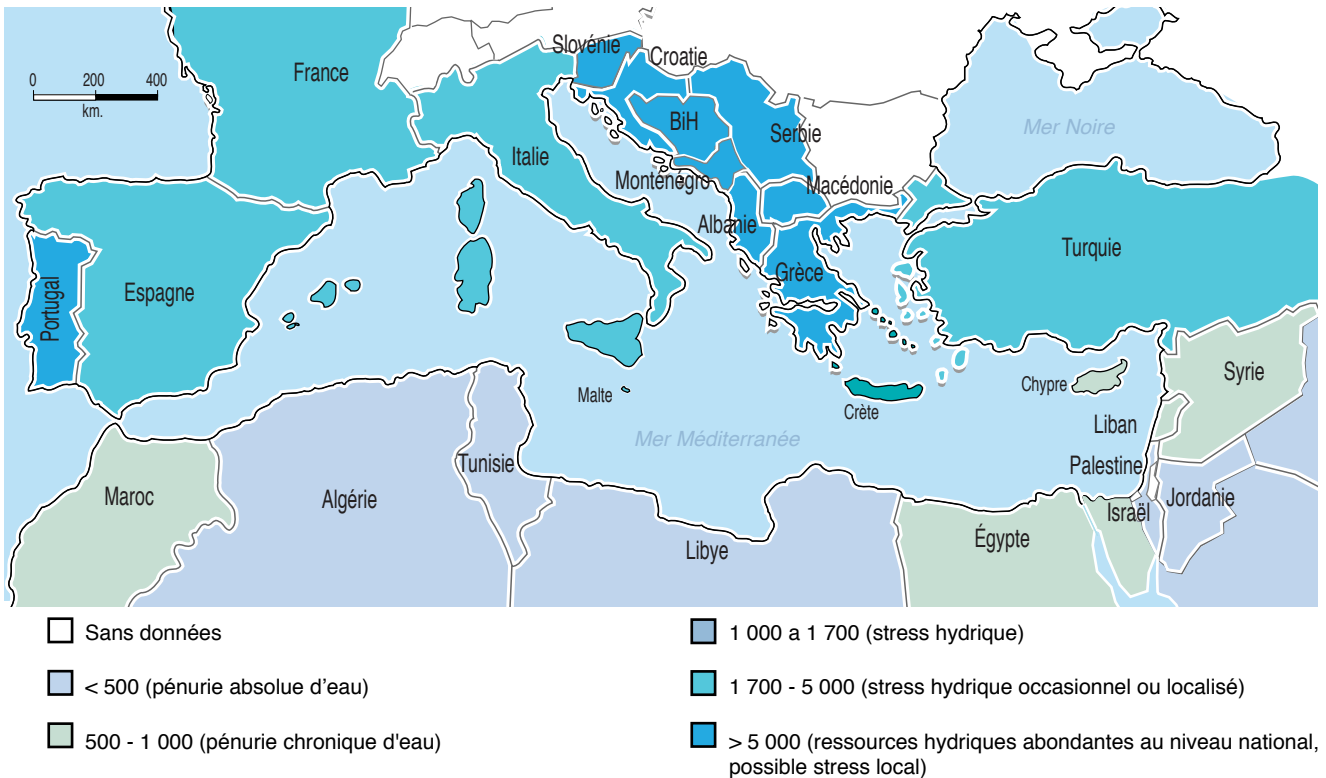 Slovénie
Croatie
France
0 200 400
km.
BiH
Serbie
Mer Noire
Italie
Monténégro
Macédonie
Albanie
Turquie
Grèce
Portugal
Espagne
Syrie
Malte
Chypre
Crète
Liban
Mer Méditerranée
Palestine
Tunisie
Maroc
Algérie
Jordanie
Israël
Égypte
Libye
Sans données
< 500 (pénurie absolue d’eau)
500 - 1 000 (pénurie chronique d'eau)
1 000 a 1 700 (stress hydrique)
1 700 - 5 000 (stress hydrique occasionnel ou localisé)
> 5 000 (ressources hydriques abondantes au niveau national,
possible stress local)